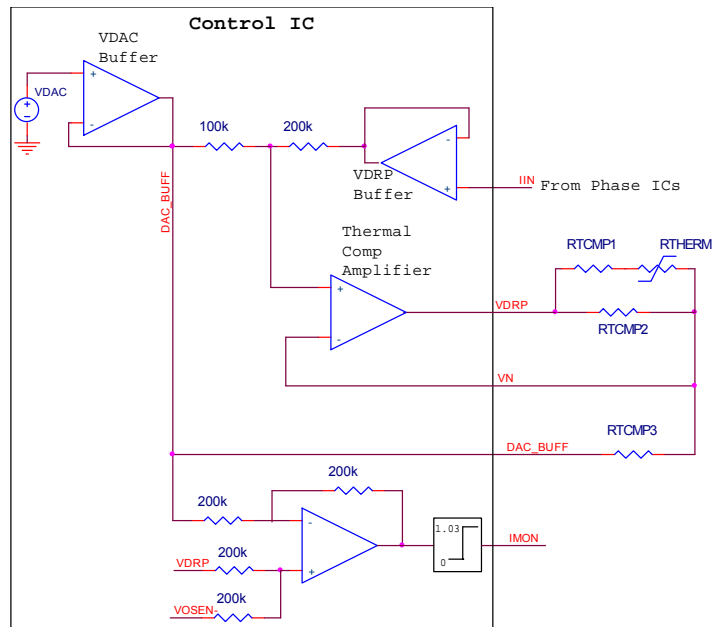 Control IC
VDAC
Buffer
+
-
VDAC
100k
200k
-
+
VDRP
Buffer
IIN
From Phase ICs
DAC_BUFF
Thermal
Comp
Amplifier
+
-
VDRP
RTCMP1
RTHERM
RTCMP2
VN
DAC_BUFF
RTCMP3
200k
200k
-
+
VDRP
200k
VOSEN-
200k
1.03
0
IMON